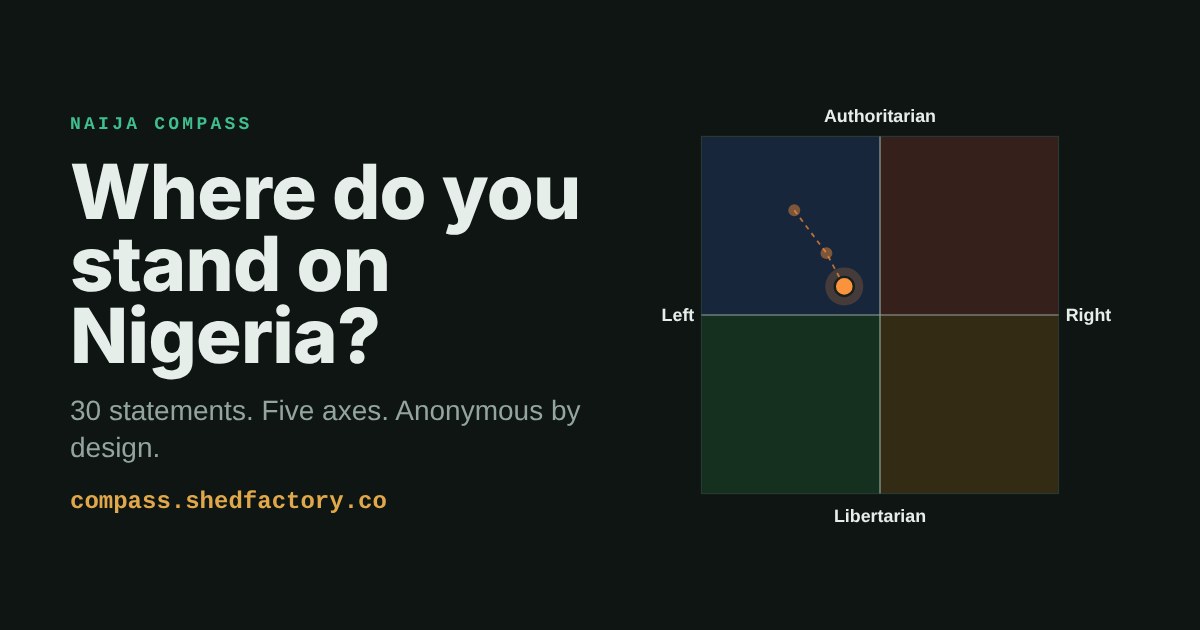 NAIJA COMPASS
Where do you
stand on
Nigeria?
30 statements. Five axes. Anonymous by
design.
compass.shedfactory.co
Authoritarian
Left
Right
Libertarian